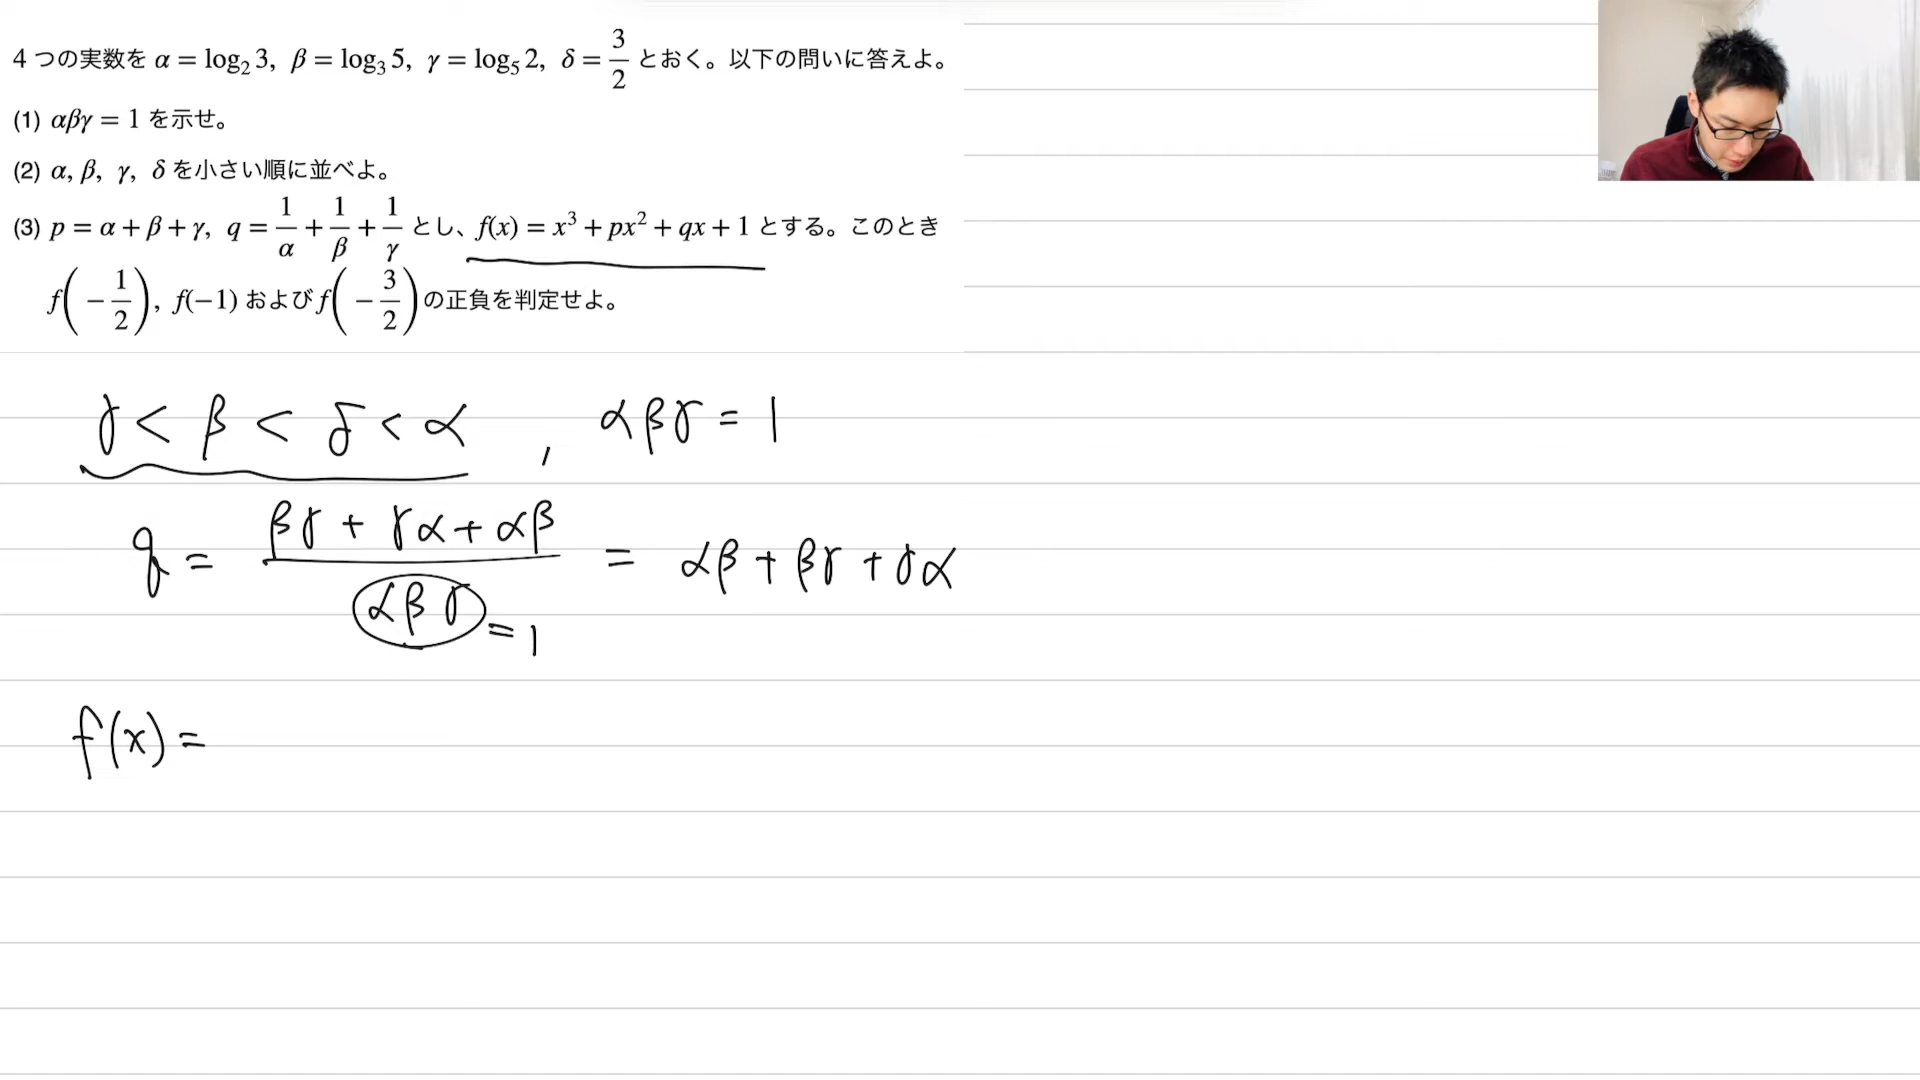 4 つの実数を α = log₂ 3, β = log₃ 5, γ = log₅ 2, δ = 3/2 とおく。以下の問いに答えよ。
(1) αβγ = 1 を示せ。
(2) α, β, γ, δ を小さい順に並べよ。
(3) p = α + β + γ, q = 1/α + 1/β + 1/γ とし、f(x) = x³ + px² + qx + 1 とする。このとき
f(−1/2), f(−1) および f(−3/2) の正負を判定せよ。
γ < β < δ < α , αβγ = 1
q = (βγ + γα + αβ)/(αβγ) = αβ + βγ + γα
= 1
f(x) =